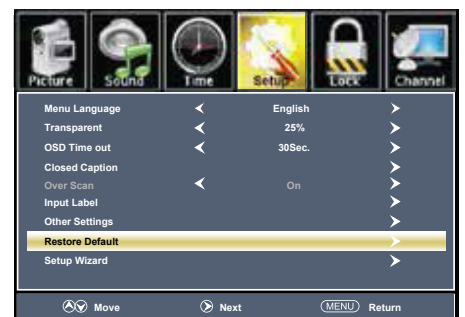 Picture Sound Time Setup Lock Channel
Menu Language English
Transparent 25%
OSD Time out 30Sec.
Closed Caption
Over Scan On
Input Label
Other Settings
Restore Default
Setup Wizard
Move Next MENU Return